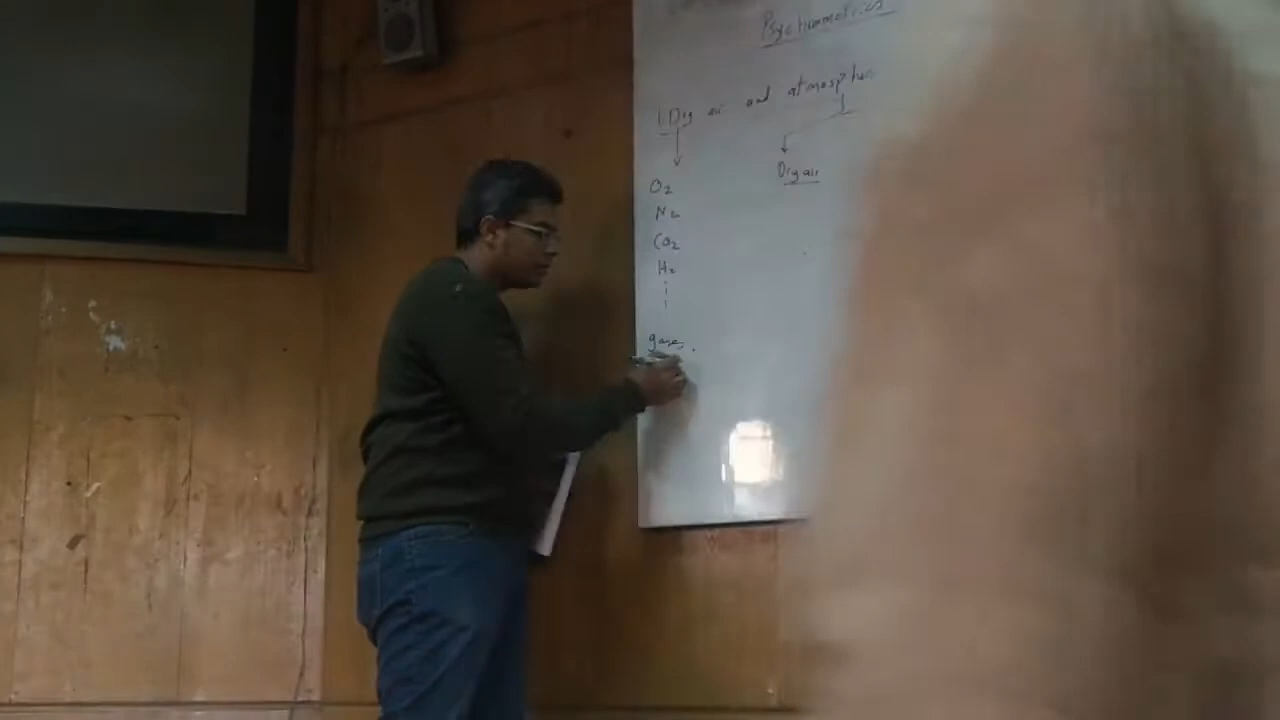 Psychrometrics
1. Dry air and atmospheric
Dry air
O2
N2
CO2
H2
gases